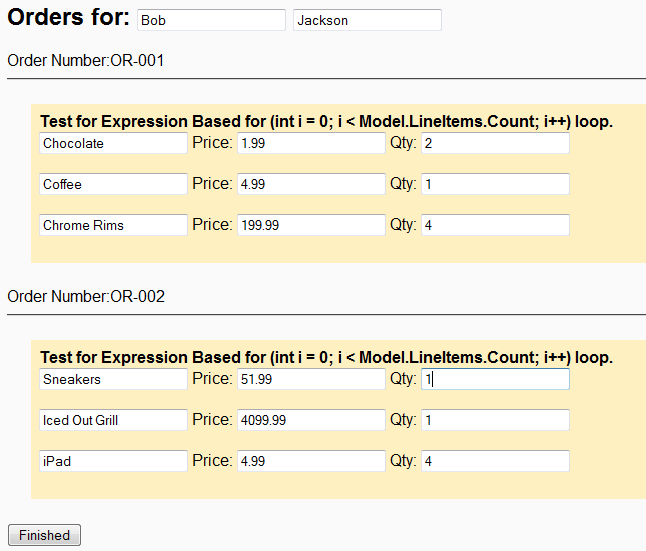 Orders for: Bob Jackson
Order Number:OR-001
Test for Expression Based for (int i = 0; i < Model.LineItems.Count; i++) loop.
Chocolate Price: 1.99 Qty: 2
Coffee Price: 4.99 Qty: 1
Chrome Rims Price: 199.99 Qty: 4
Order Number:OR-002
Test for Expression Based for (int i = 0; i < Model.LineItems.Count; i++) loop.
Sneakers Price: 51.99 Qty: 1
Iced Out Grill Price: 4099.99 Qty: 1
iPad Price: 4.99 Qty: 4
Finished